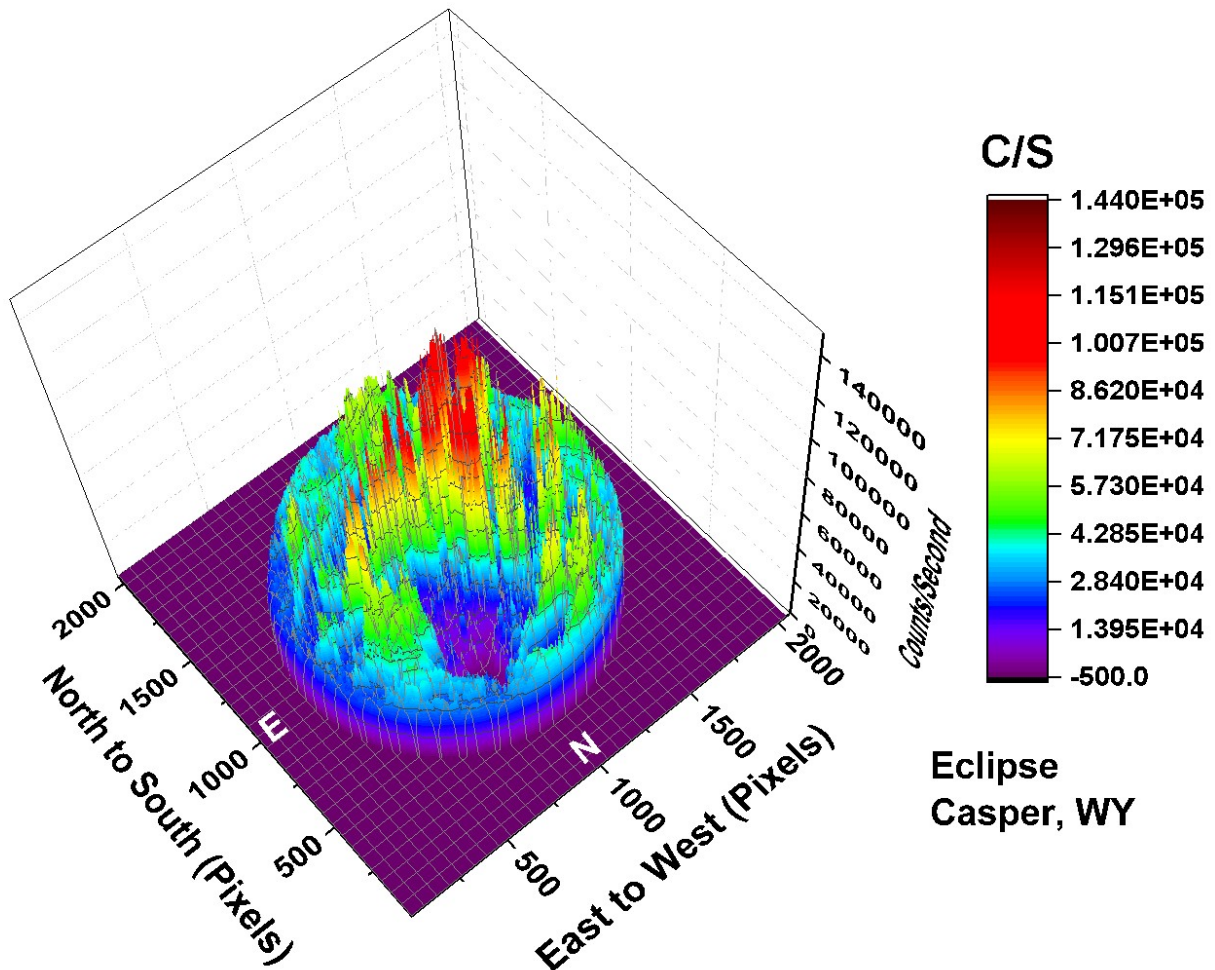 C/S
1.440E+05
1.296E+05
1.151E+05
1.007E+05
8.620E+04
7.175E+04
5.730E+04
4.285E+04
2.840E+04
1.395E+04
-500.0
140000
120000
100000
80000
60000
40000
20000
0
Counts/Second
2000
1500
1000
500
North to South (Pixels)
E
N
500
1000
1500
2000
East to West (Pixels)
Eclipse
Casper, WY